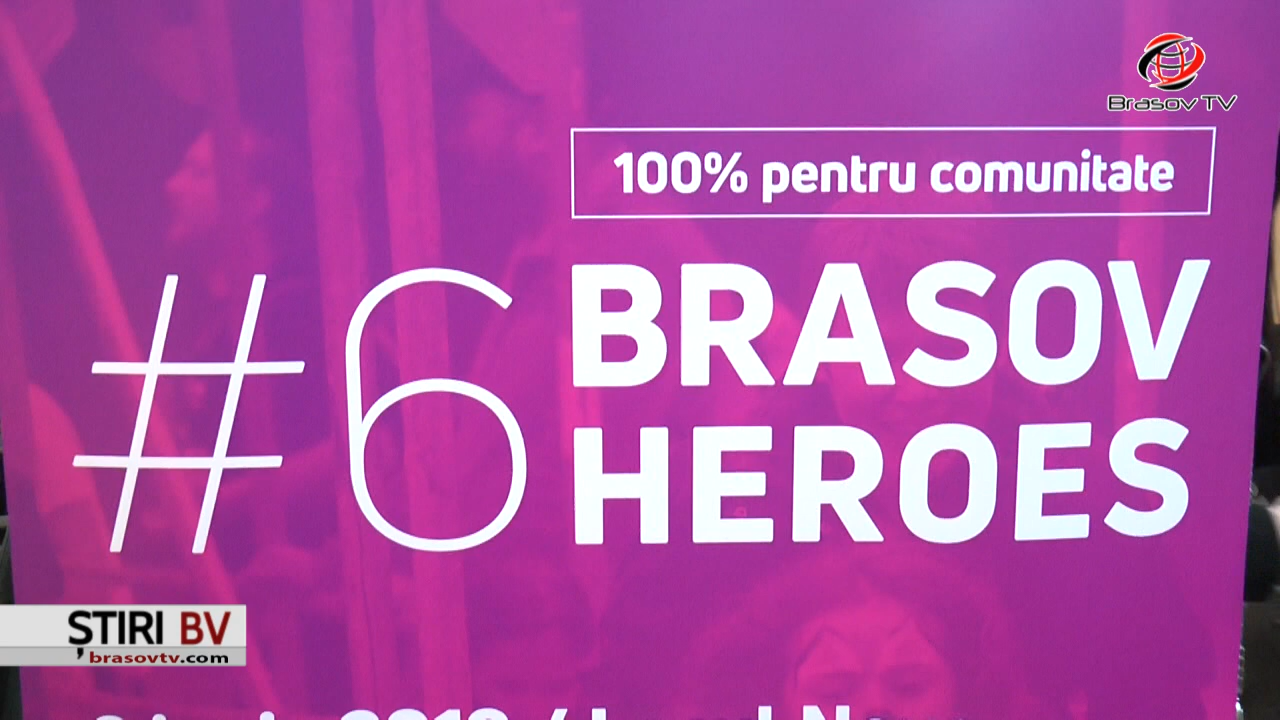 Brasov TV
100% pentru comunitate
#6 BRASOV
HEROES
ȘTIRI BV
brasovtv.com